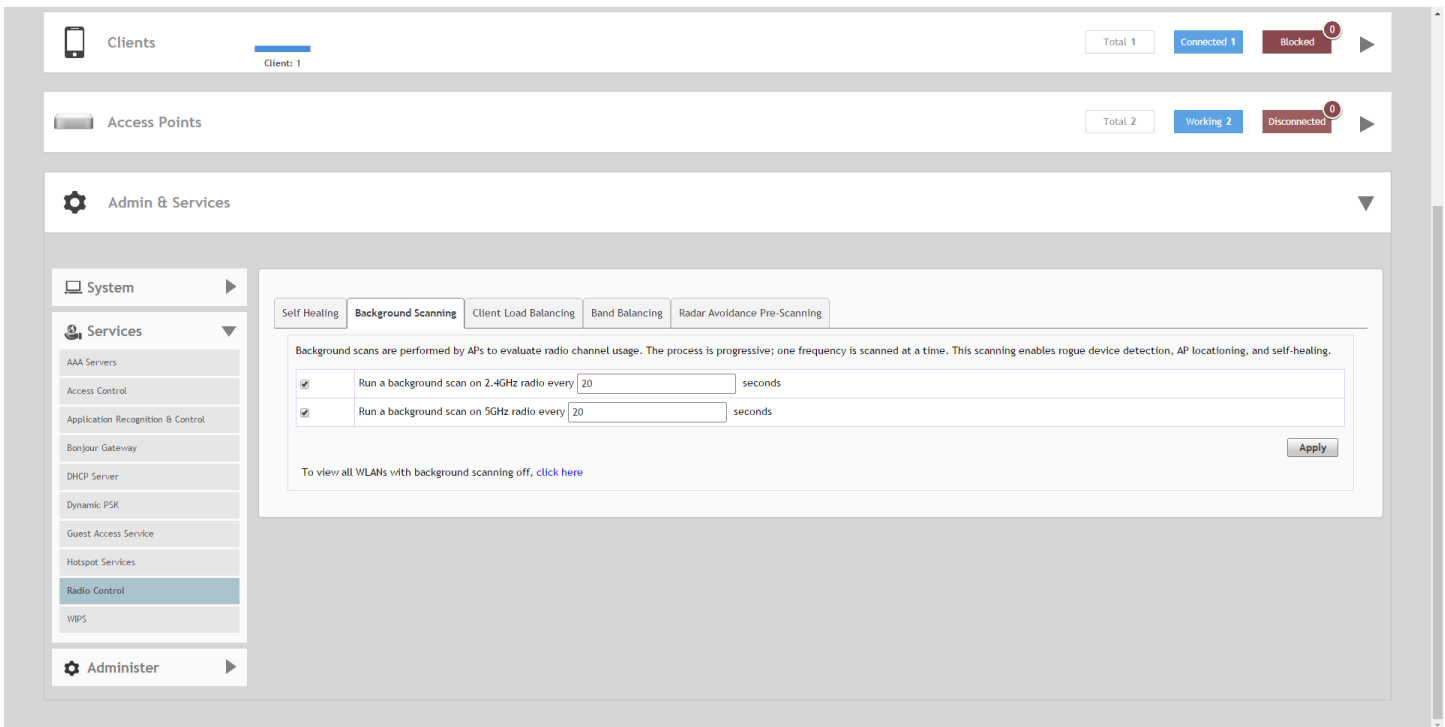 Clients
Client: 1
Total 1
Connected 1
Blocked
0
Access Points
Total 2
Working 2
Disconnected
0
Admin & Services
System
Services
AAA Servers
Access Control
Application Recognition & Control
Bonjour Gateway
DHCP Server
Dynamic PSK
Guest Access Service
Hotspot Services
Radio Control
WIPS
Administer
Self Healing
Background Scanning
Client Load Balancing
Band Balancing
Radar Avoidance Pre-Scanning
Background scans are performed by APs to evaluate radio channel usage. The process is progressive; one frequency is scanned at a time. This scanning enables rogue device detection, AP locationing, and self-healing.
Run a background scan on 2.4GHz radio every 20 seconds
Run a background scan on 5GHz radio every 20 seconds
Apply
To view all WLANs with background scanning off, click here